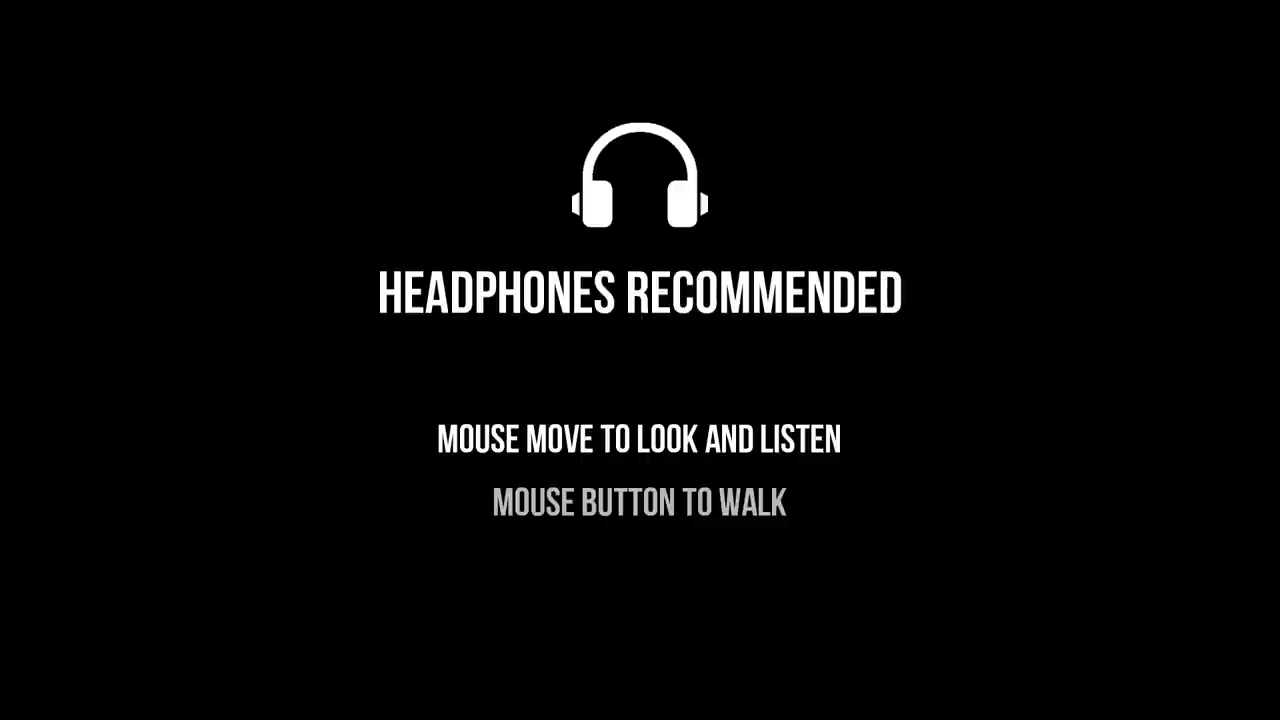 HEADPHONES RECOMMENDED
MOUSE MOVE TO LOOK AND LISTEN
MOUSE BUTTON TO WALK